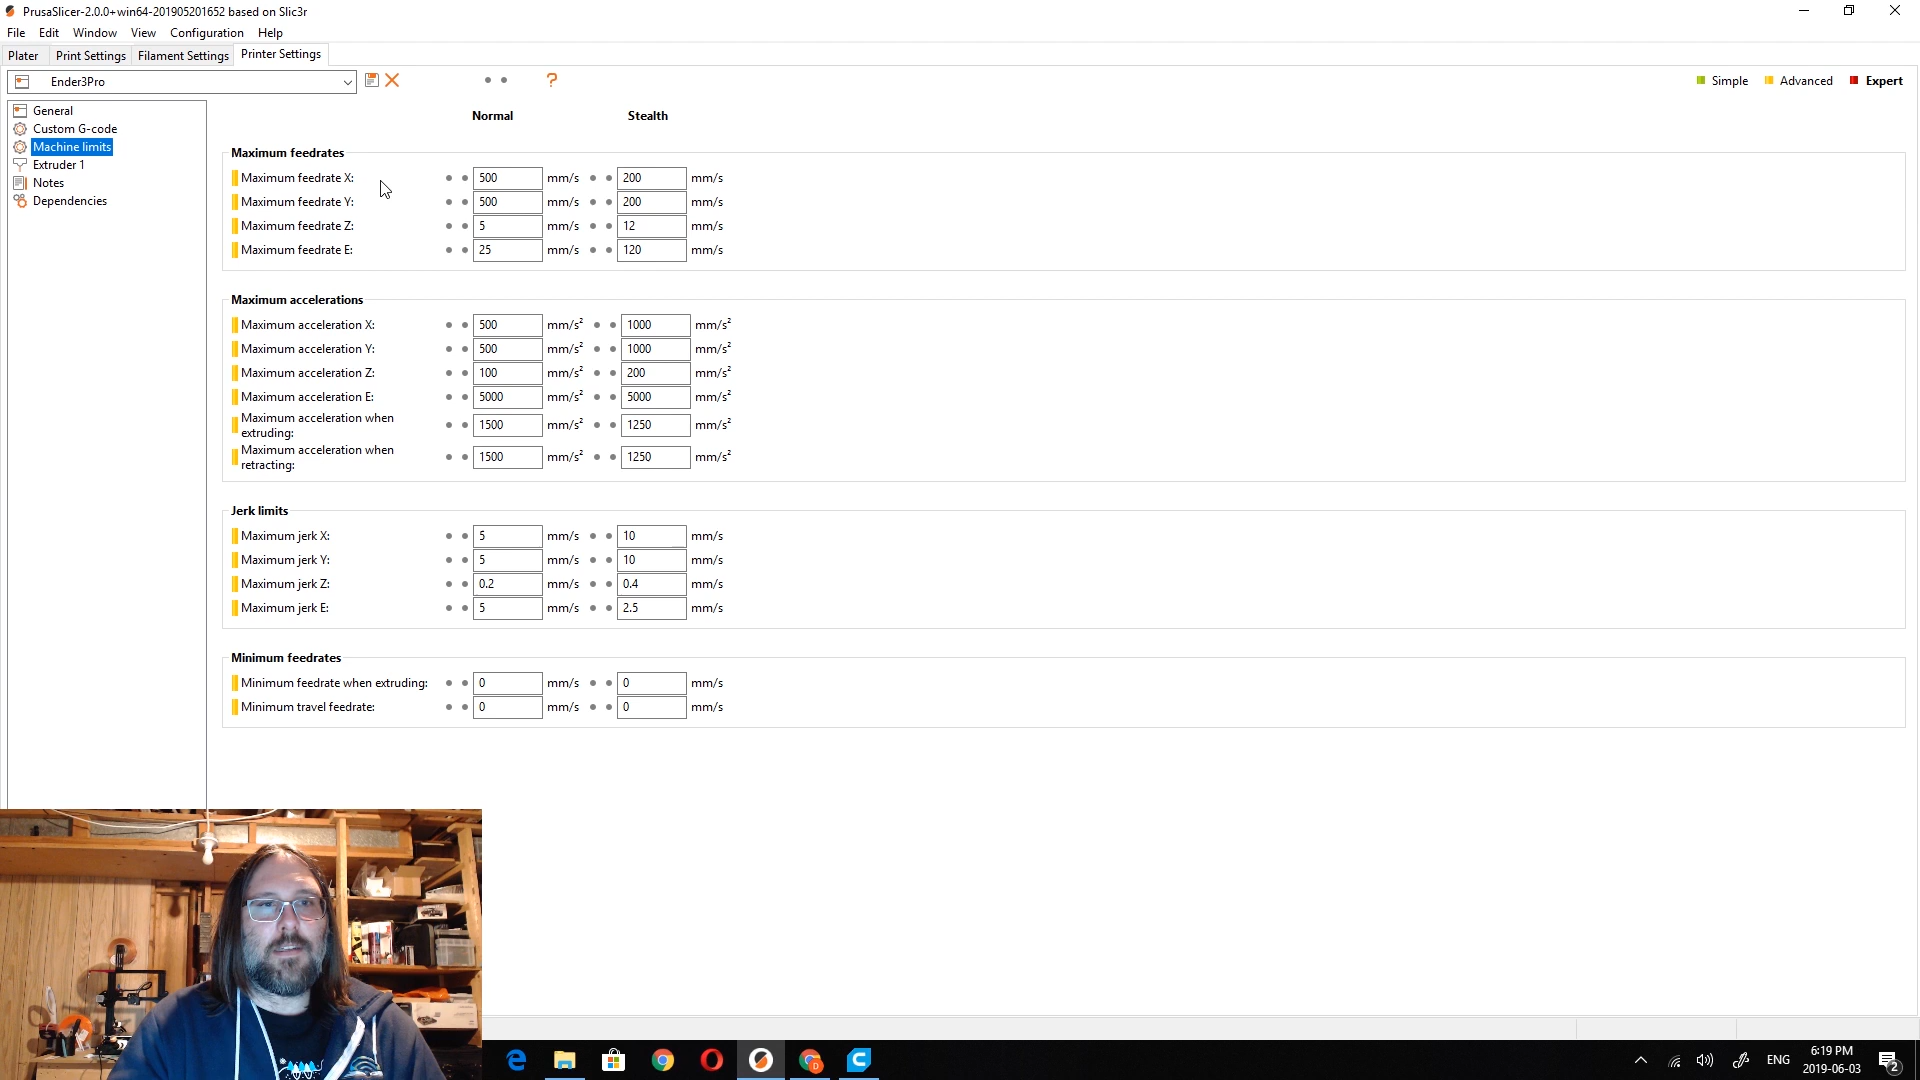 PrusaSlicer-2.0.0+win64-201905201652 based on Slic3r
File Edit Window View Configuration Help
Plater Print Settings Filament Settings Printer Settings
Ender3Pro ? Simple Advanced Expert
General
Custom G-code
Machine limits
Extruder 1
Notes
Dependencies
Normal Stealth
Maximum feedrates
Maximum feedrate X: 500 mm/s 200 mm/s
Maximum feedrate Y: 500 mm/s 200 mm/s
Maximum feedrate Z: 5 mm/s 12 mm/s
Maximum feedrate E: 25 mm/s 120 mm/s
Maximum accelerations
Maximum acceleration X: 500 mm/s² 1000 mm/s²
Maximum acceleration Y: 500 mm/s² 1000 mm/s²
Maximum acceleration Z: 100 mm/s² 200 mm/s²
Maximum acceleration E: 5000 mm/s² 5000 mm/s²
Maximum acceleration when
extruding: 1500 mm/s² 1250 mm/s²
Maximum acceleration when
retracting: 1500 mm/s² 1250 mm/s²
Jerk limits
Maximum jerk X: 5 mm/s 10 mm/s
Maximum jerk Y: 5 mm/s 10 mm/s
Maximum jerk Z: 0.2 mm/s 0.4 mm/s
Maximum jerk E: 5 mm/s 2.5 mm/s
Minimum feedrates
Minimum feedrate when extruding: 0 mm/s 0 mm/s
Minimum travel feedrate: 0 mm/s 0 mm/s
ENG
6:19 PM
2019-06-03
2